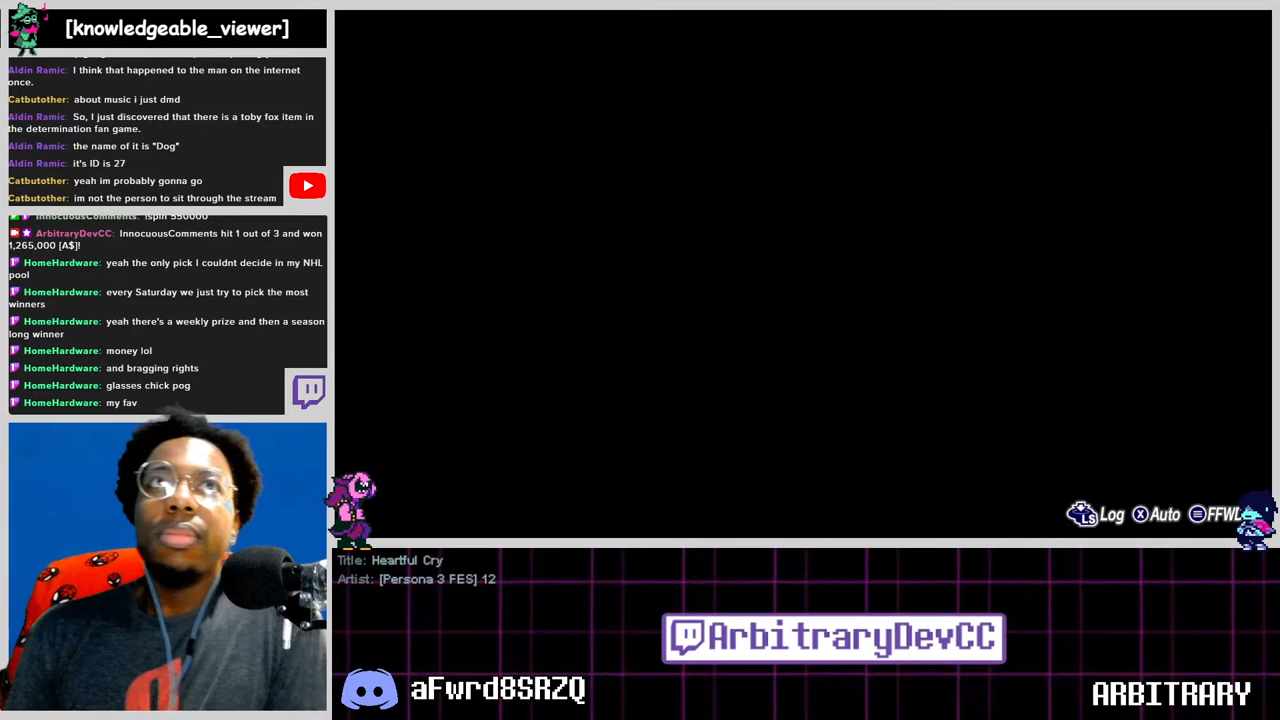 [knowledgeable_viewer]
Aldin Ramic: I think that happened to the man on the internet
once.
Catbutother: about music i just dmd
Aldin Ramic: So, I just discovered that there is a toby fox item in
the determination fan game.
Aldin Ramic: the name of it is "Dog"
Aldin Ramic: it's ID is 27
Catbutother: yeah im probably gonna go
Catbutother: im not the person to sit through the stream
InnocuousComments: !spin 550000
ArbitraryDevCC: InnocuousComments hit 1 out of 3 and won
1,265,000 [A$]!
HomeHardware: yeah the only pick I couldnt decide in my NHL
pool
HomeHardware: every Saturday we just try to pick the most
winners
HomeHardware: yeah there's a weekly prize and then a season
long winner
HomeHardware: money lol
HomeHardware: and bragging rights
HomeHardware: glasses chick pog
HomeHardware: my fav
LS Log X Auto FFWD
Title: Heartful Cry
Artist: [Persona 3 FES] 12
ArbitraryDevCC
aFwrd8SRZQ
ARBITRARY